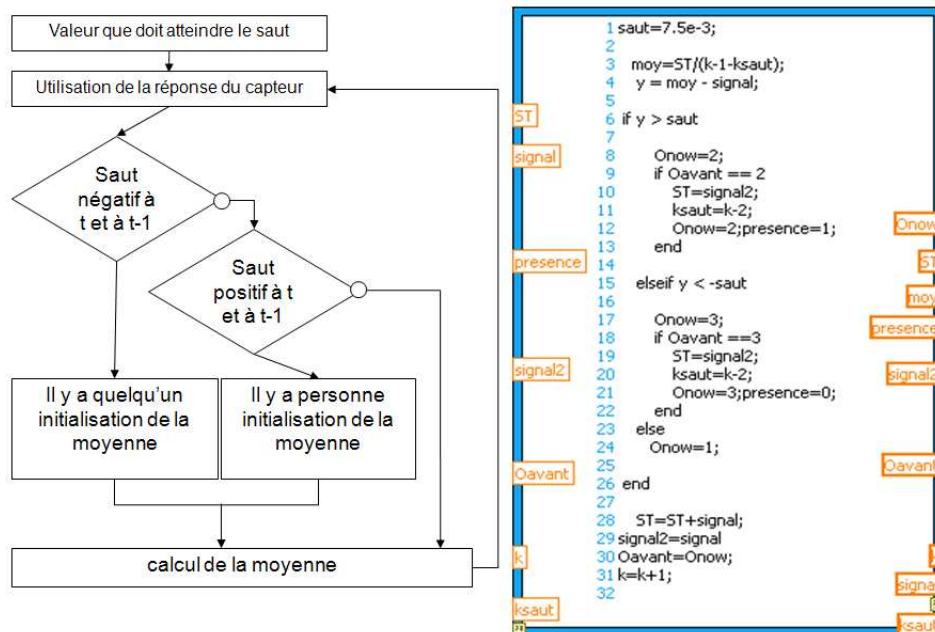 Valeur que doit atteindre le saut
Utilisation de la réponse du capteur
Saut
négatif à
t et à t-1
Saut
positif à t
et à t-1
Il y a quelqu'un
initialisation de la
moyenne
Il y a personne
initialisation de la
moyenne
calcul de la moyenne
ST
signal
presence
signal2
Oavant
k
ksaut
1 saut=7.5e-3;
2
3 moy=ST/(k-1-ksaut);
4 y = moy - signal;
5
6 if y > saut
7
8 Onow=2;
9 if Oavant == 2
10 ST=signal2;
11 ksaut=k-2;
12 Onow=2;presence=1;
13 end
14
15 elseif y < -saut
16
17 Onow=3;
18 if Oavant ==3
19 ST=signal2;
20 ksaut=k-2;
21 Onow=3;presence=0;
22 end
23 else
24 Onow=1;
25
26 end
27
28 ST=ST+signal;
29 signal2=signal
30 Oavant=Onow;
31 k=k+1;
32
Onow
ST
moy
presence
signal2
Oavant
signa
ksaut